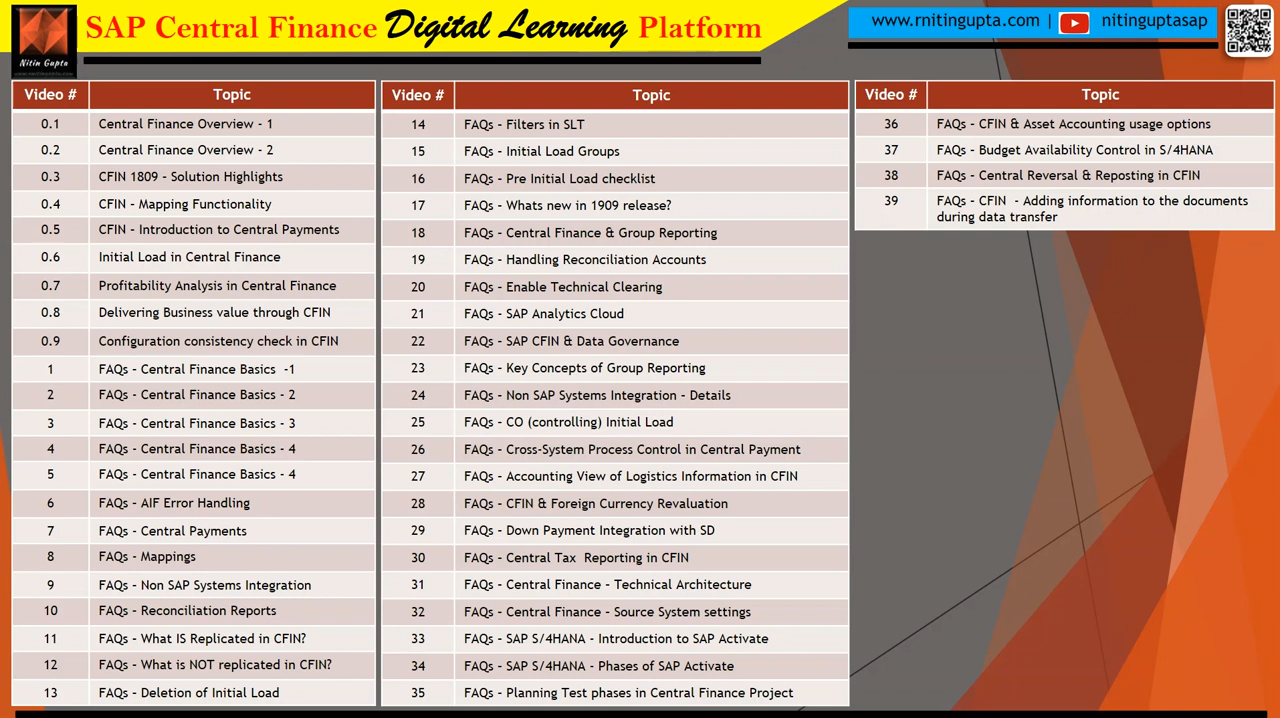 SAP Central Finance Digital Learning Platform
www.rnitingupta.com | nitinguptasap
Nitin Gupta
Video # Topic
0.1 Central Finance Overview - 1
0.2 Central Finance Overview - 2
0.3 CFIN 1809 - Solution Highlights
0.4 CFIN - Mapping Functionality
0.5 CFIN - Introduction to Central Payments
0.6 Initial Load in Central Finance
0.7 Profitability Analysis in Central Finance
0.8 Delivering Business value through CFIN
0.9 Configuration consistency check in CFIN
1 FAQs - Central Finance Basics -1
2 FAQs - Central Finance Basics - 2
3 FAQs - Central Finance Basics - 3
4 FAQs - Central Finance Basics - 4
5 FAQs - Central Finance Basics - 4
6 FAQs - AIF Error Handling
7 FAQs - Central Payments
8 FAQs - Mappings
9 FAQs - Non SAP Systems Integration
10 FAQs - Reconciliation Reports
11 FAQs - What IS Replicated in CFIN?
12 FAQs - What is NOT replicated in CFIN?
13 FAQs - Deletion of Initial Load
Video # Topic
14 FAQs - Filters in SLT
15 FAQs - Initial Load Groups
16 FAQs - Pre Initial Load checklist
17 FAQs - Whats new in 1909 release?
18 FAQs - Central Finance & Group Reporting
19 FAQs - Handling Reconciliation Accounts
20 FAQs - Enable Technical Clearing
21 FAQs - SAP Analytics Cloud
22 FAQs - SAP CFIN & Data Governance
23 FAQs - Key Concepts of Group Reporting
24 FAQs - Non SAP Systems Integration - Details
25 FAQs - CO (controlling) Initial Load
26 FAQs - Cross-System Process Control in Central Payment
27 FAQs - Accounting View of Logistics Information in CFIN
28 FAQs - CFIN & Foreign Currency Revaluation
29 FAQs - Down Payment Integration with SD
30 FAQs - Central Tax Reporting in CFIN
31 FAQs - Central Finance - Technical Architecture
32 FAQs - Central Finance - Source System settings
33 FAQs - SAP S/4HANA - Introduction to SAP Activate
34 FAQs - SAP S/4HANA - Phases of SAP Activate
35 FAQs - Planning Test phases in Central Finance Project
Video # Topic
36 FAQs - CFIN & Asset Accounting usage options
37 FAQs - Budget Availability Control in S/4HANA
38 FAQs - Central Reversal & Reposting in CFIN
39 FAQs - CFIN - Adding information to the documents
during data transfer